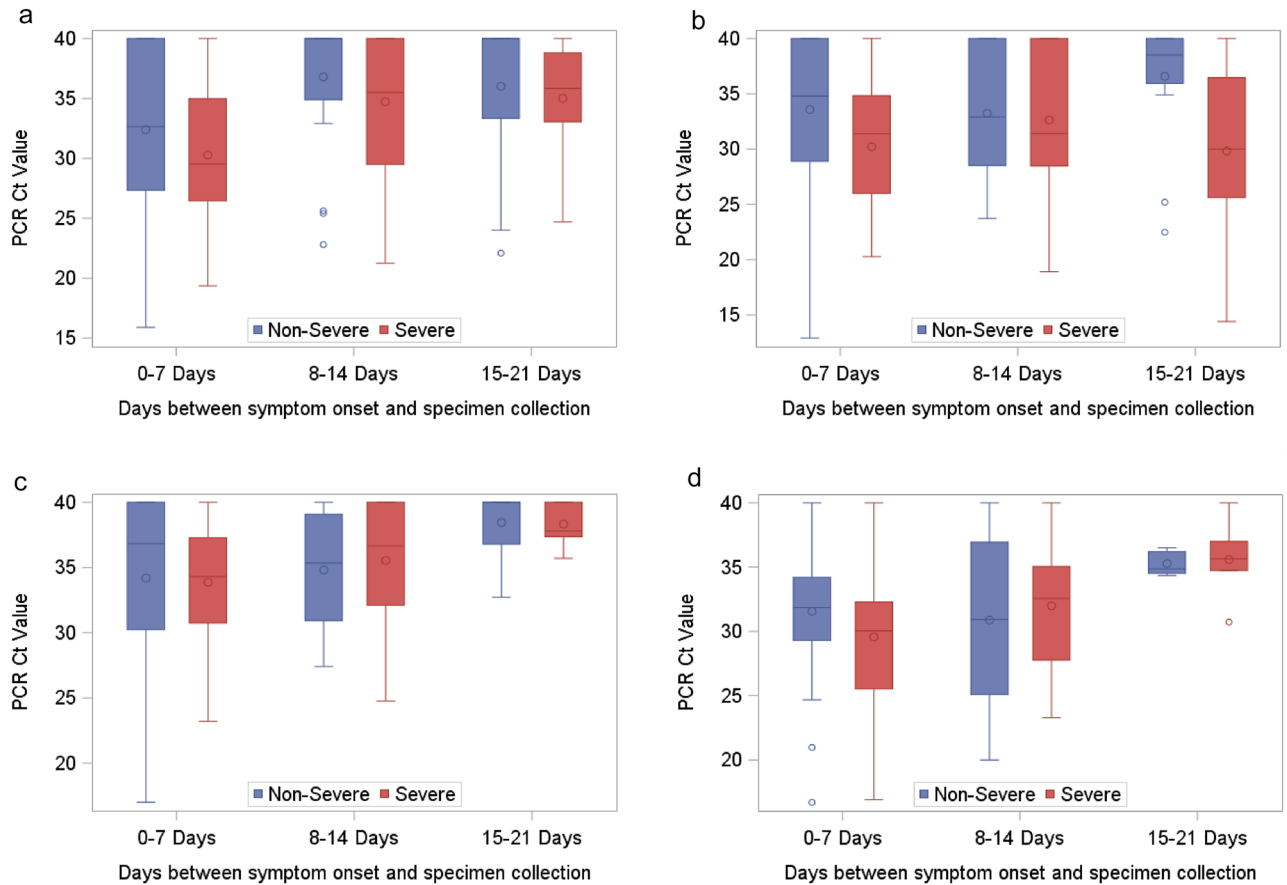 a
40
35
30
25
20
15
PCR Ct Value
Non-Severe Severe
0-7 Days 8-14 Days 15-21 Days
Days between symptom onset and specimen collection
b
40
35
30
25
20
15
PCR Ct Value
Non-Severe Severe
0-7 Days 8-14 Days 15-21 Days
Days between symptom onset and specimen collection
c
40
35
30
25
20
PCR Ct Value
Non-Severe Severe
0-7 Days 8-14 Days 15-21 Days
Days between symptom onset and specimen collection
d
40
35
30
25
20
PCR Ct Value
Non-Severe Severe
0-7 Days 8-14 Days 15-21 Days
Days between symptom onset and specimen collection